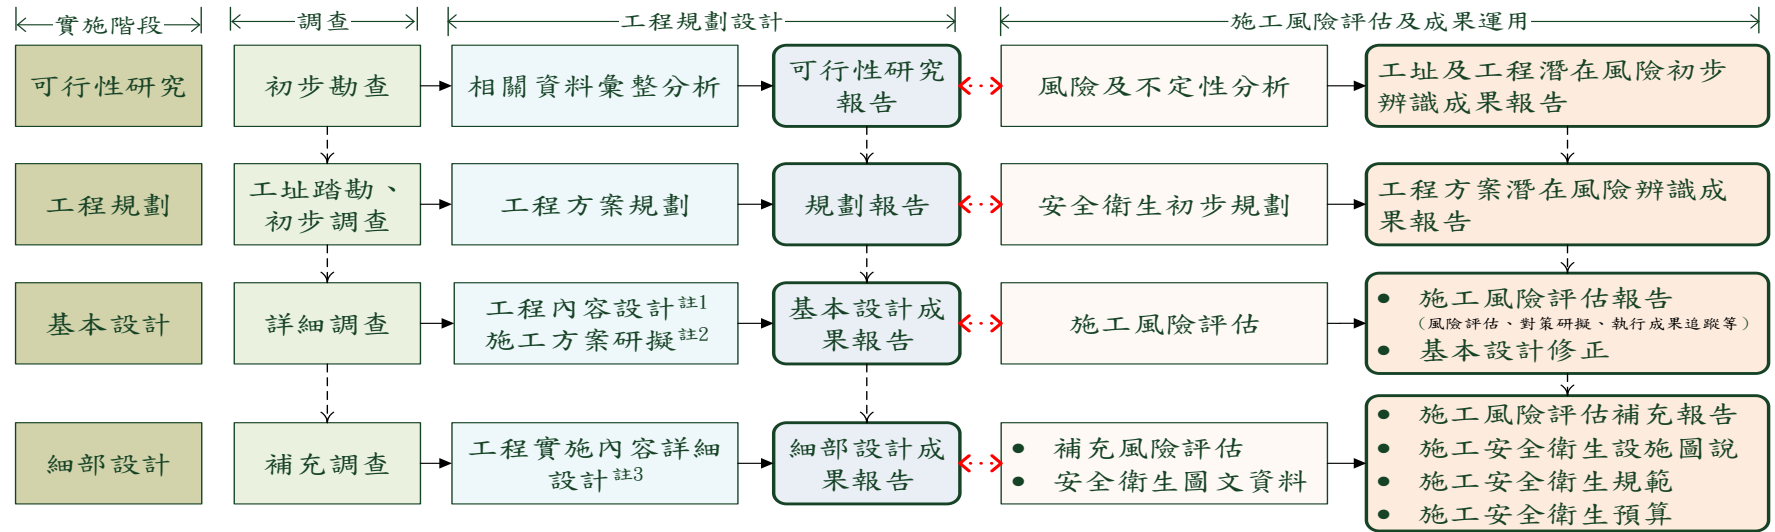 實施階段
調查
工程規劃設計
施工風險評估及成果運用
可行性研究
初步勘查
相關資料彙整分析
可行性研究
報告
風險及不定性分析
工址及工程潛在風險初步
辨識成果報告
工程規劃
工址踏勘、
初步調查
工程方案規劃
規劃報告
安全衛生初步規劃
工程方案潛在風險辨識成
果報告
基本設計
詳細調查
工程內容設計註1
施工方案研擬註2
基本設計成
果報告
施工風險評估
• 施工風險評估報告
（風險評估、對策研擬、執行成果追蹤等）
• 基本設計修正
細部設計
補充調查
工程實施內容詳細
設計註3
細部設計成
果報告
• 補充風險評估
• 安全衛生圖文資料
• 施工風險評估補充報告
• 施工安全衛生設施圖說
• 施工安全衛生規範
• 施工安全衛生預算